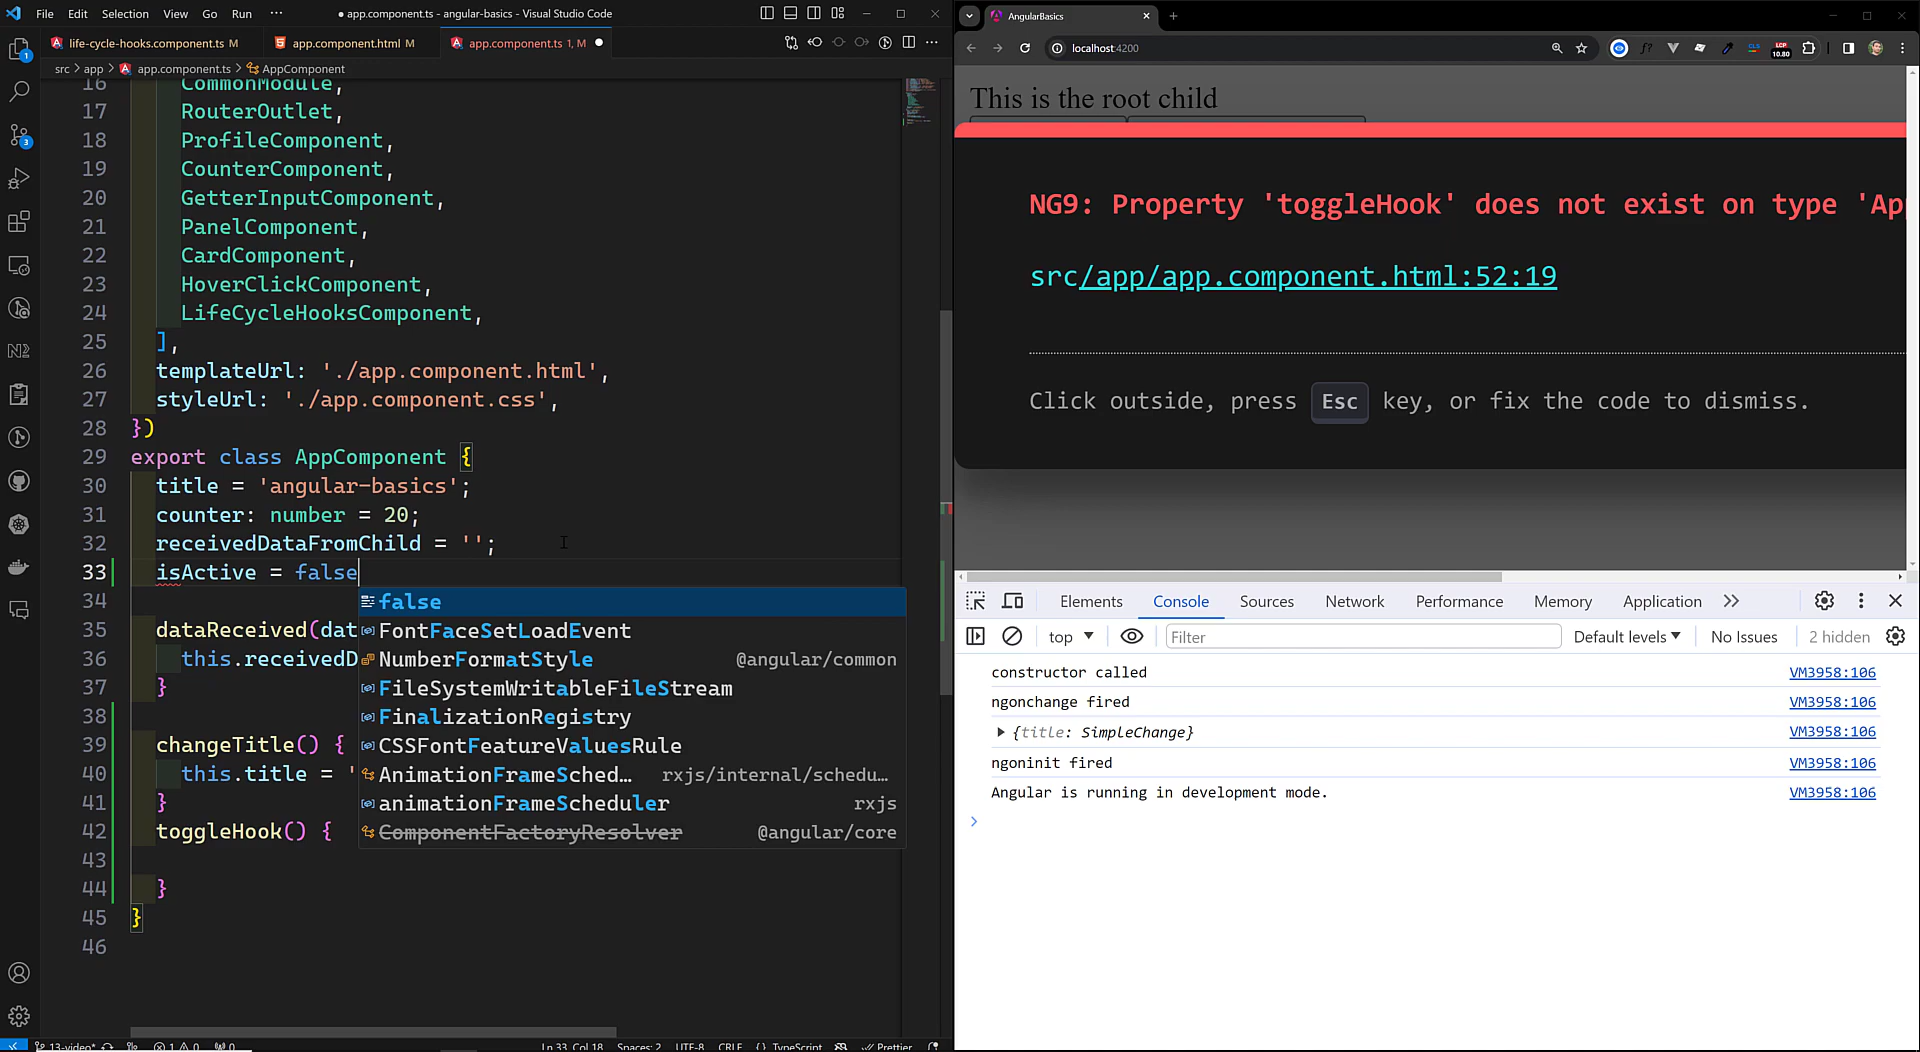 File Edit Selection View Go Run ··· ● app.component.ts - angular-basics - Visual Studio Code
life-cycle-hooks.component.ts M app.component.html M app.component.ts 1, M
src > app > app.component.ts > AppComponent
16 CommonModule,
17 RouterOutlet,
18 ProfileComponent,
19 CounterComponent,
20 GetterInputComponent,
21 PanelComponent,
22 CardComponent,
23 HoverClickComponent,
24 LifeCycleHooksComponent,
25 ],
26 templateUrl: './app.component.html',
27 styleUrl: './app.component.css',
28 })
29 export class AppComponent {
30 title = 'angular-basics';
31 counter: number = 20;
32 receivedDataFromChild = '';
33 isActive = false
34
35 dataReceived(dat
36 this.receivedD
37 }
38
39 changeTitle() {
40 this.title = '
41 }
42 toggleHook() {
43
44 }
45 }
46
false
FontFaceSetLoadEvent
NumberFormatStyle @angular/common
FileSystemWritableFileStream
FinalizationRegistry
CSSFontFeatureValuesRule
AnimationFrameSched… rxjs/internal/schedu…
animationFrameScheduler rxjs
ComponentFactoryResolver @angular/core
13-video* 1 0 0 Ln 33, Col 18 Spaces: 2 UTF-8 CRLF {} TypeScript Prettier
AngularBasics
localhost:4200
This is the root child
NG9: Property 'toggleHook' does not exist on type 'Ap
src/app/app.component.html:52:19
Click outside, press Esc key, or fix the code to dismiss.
Elements Console Sources Network Performance Memory Application
top Filter Default levels No Issues 2 hidden
constructor called VM3958:106
ngonchange fired VM3958:106
{title: SimpleChange} VM3958:106
ngoninit fired VM3958:106
Angular is running in development mode. VM3958:106